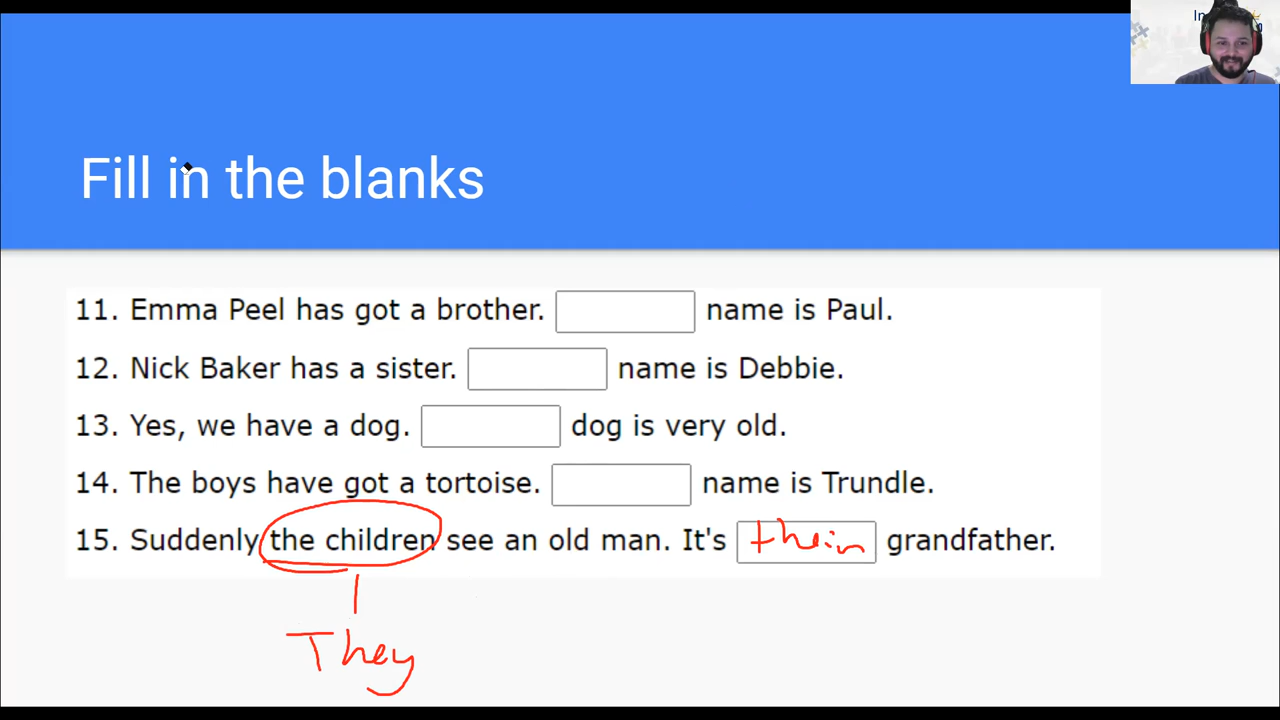 Fill in the blanks
11. Emma Peel has got a brother. name is Paul.
12. Nick Baker has a sister. name is Debbie.
13. Yes, we have a dog. dog is very old.
14. The boys have got a tortoise. name is Trundle.
15. Suddenly the children see an old man. It's their grandfather.
They